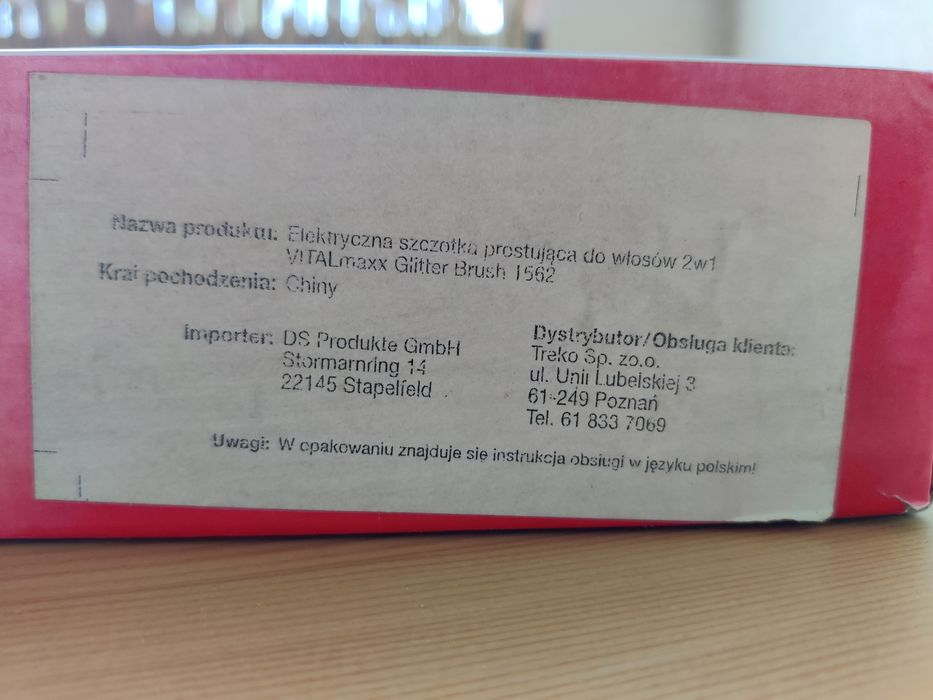 Nazwa produktu: Elektryczna szczotka prostująca do włosów 2w1
VITALmaxx Glitter Brush 1562
Kraj pochodzenia: Chiny
Importer: DS Produkte GmbH
Stormarnring 14
22145 Stapelfeld
Dystrybutor/Obsługa klienta:
Treko Sp. zo.o.
ul. Unii Lubelskiej 3
61-249 Poznań
Tel. 61 833 7069
Uwagi: W opakowaniu znajduje się instrukcja obsługi w języku polskim!